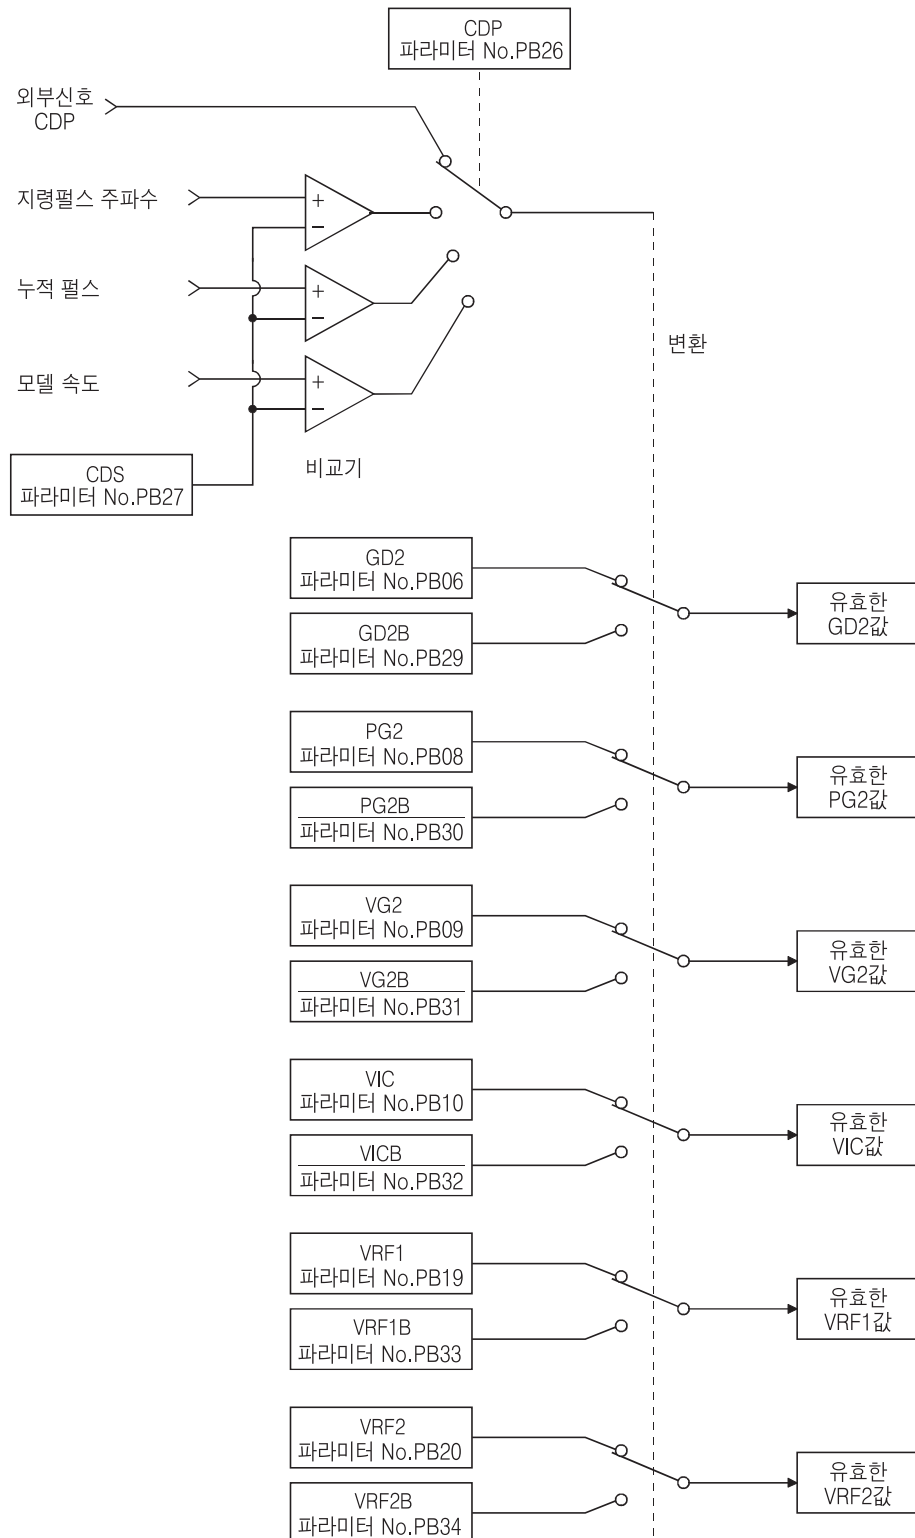 CDP
파라미터 No.PB26
외부신호
CDP
지령펄스 주파수
+
−
누적 펄스
+
−
변환
모델 속도
+
−
비교기
CDS
파라미터 No.PB27
GD2
파라미터 No.PB06
GD2B
파라미터 No.PB29
유효한
GD2값
PG2
파라미터 No.PB08
PG2B
파라미터 No.PB30
유효한
PG2값
VG2
파라미터 No.PB09
VG2B
파라미터 No.PB31
유효한
VG2값
VIC
파라미터 No.PB10
VICB
파라미터 No.PB32
유효한
VIC값
VRF1
파라미터 No.PB19
VRF1B
파라미터 No.PB33
유효한
VRF1값
VRF2
파라미터 No.PB20
VRF2B
파라미터 No.PB34
유효한
VRF2값